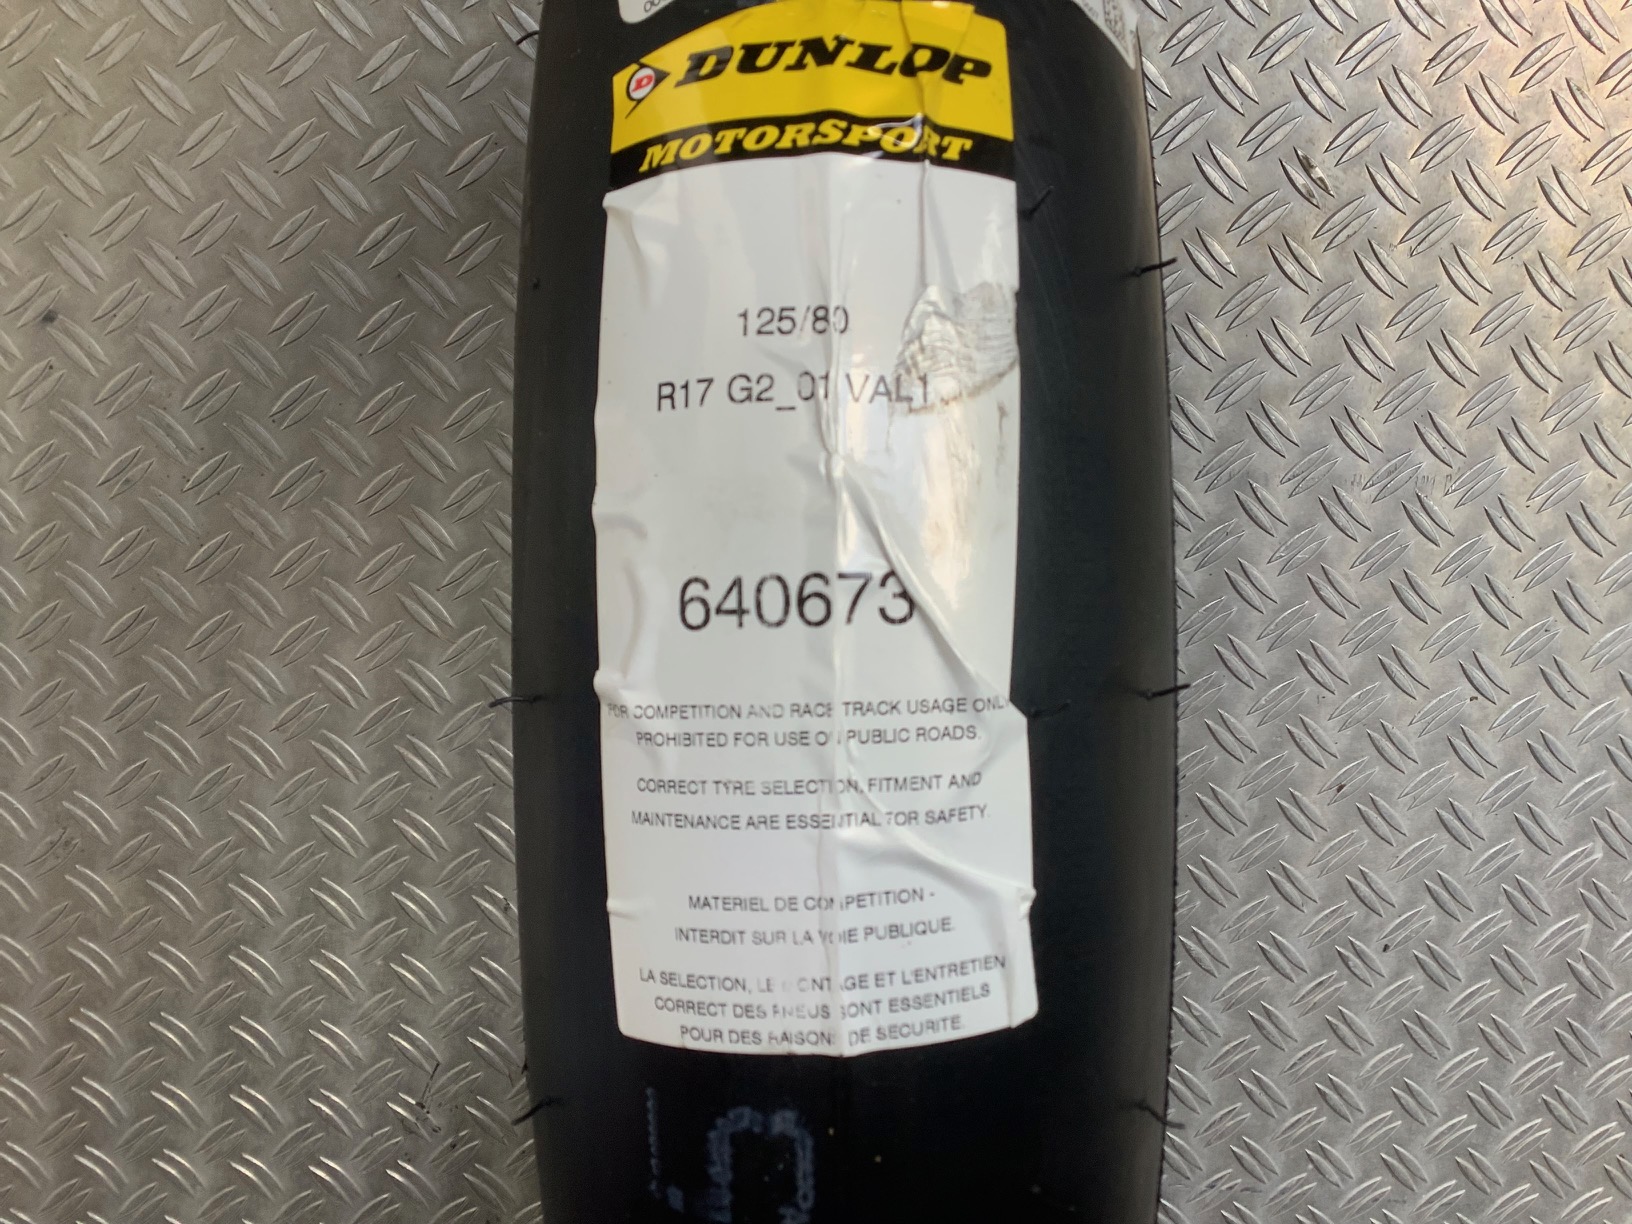 DUNLOP
MOTORSPORT
125/80
R17 G2_01 VAL1
640673
FOR COMPETITION AND RACE TRACK USAGE ONLY
PROHIBITED FOR USE ON PUBLIC ROADS.
CORRECT TYRE SELECTION, FITMENT AND
MAINTENANCE ARE ESSENTIAL FOR SAFETY.
MATERIEL DE COMPETITION -
INTERDIT SUR LA VOIE PUBLIQUE.
LA SELECTION, LE MONTAGE ET L'ENTRETIEN
CORRECT DES PNEUS SONT ESSENTIELS
POUR DES RAISONS DE SECURITE.